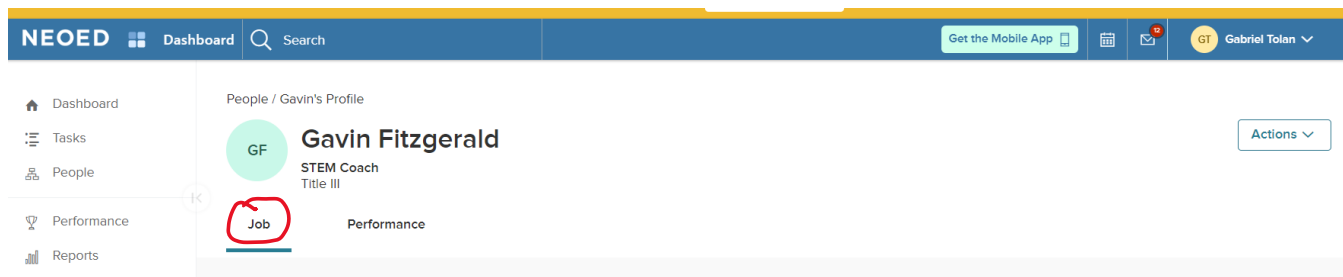 NEOED Dashboard Search Get the Mobile App 12 GT Gabriel Tolan
Dashboard
Tasks
People
Performance
Reports
People / Gavin's Profile
GF
Gavin Fitzgerald
STEM Coach
Title III
Actions
Job Performance